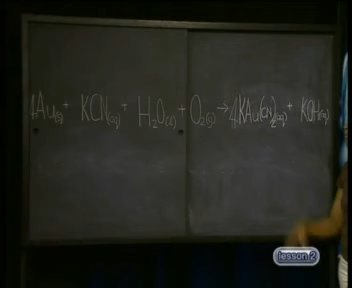 4Au(s) + KCN(aq) + H₂O(l) + O₂(g) → 4KAu(CN)₂(aq) + KOH(aq)
lesson 2